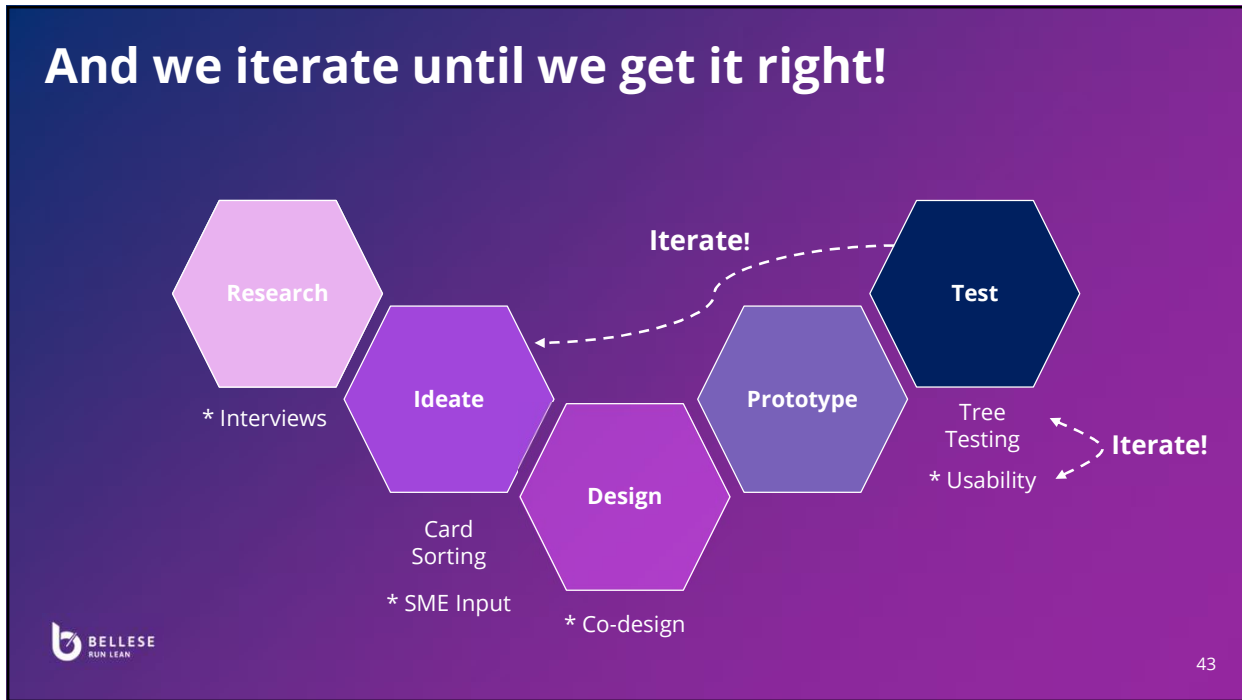 And we iterate until we get it right!
Iterate!
Research
Test
Ideate
Prototype
* Interviews
Tree
Testing
Iterate!
* Usability
Design
Card
Sorting
* SME Input
* Co-design
BELLESE
RUN LEAN
43